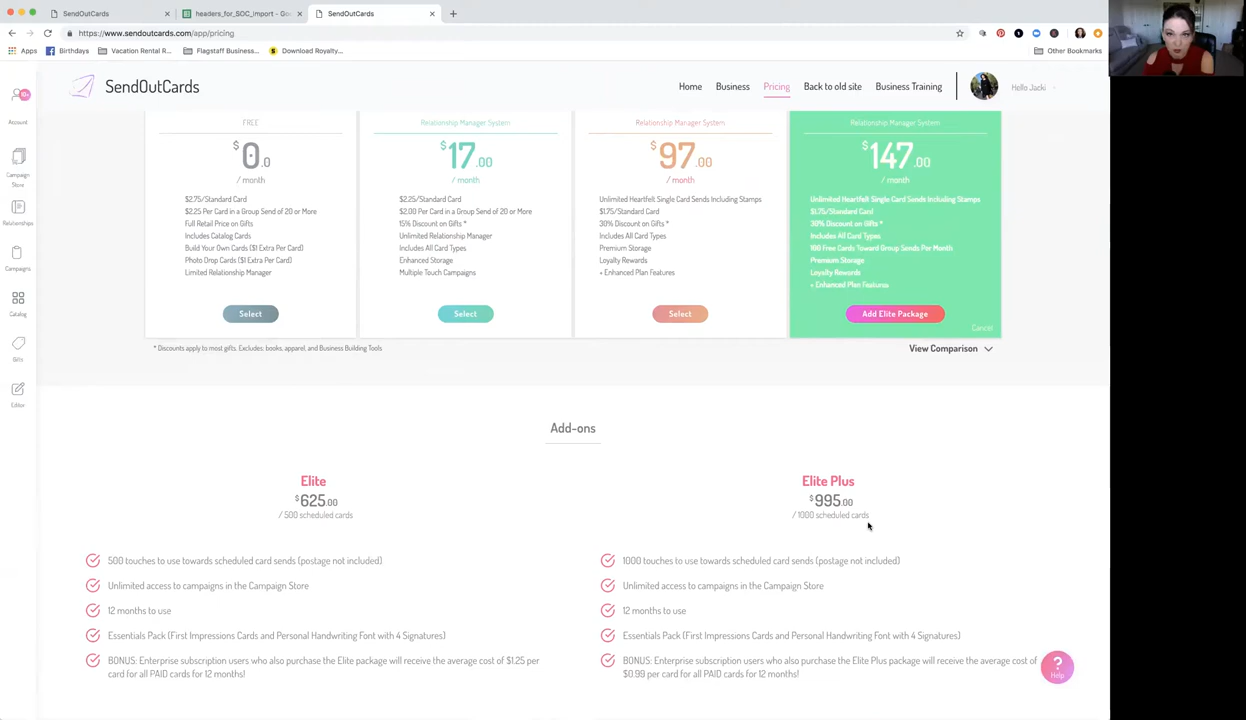 SendOutCards
headers_for_SOC_import - Go
SendOutCards
https://www.sendoutcards.com/app/pricing
Apps
Birthdays
Vacation Rental R...
Flagstaff Business...
Download Royalty...
Other Bookmarks
SendOutCards
Home
Business
Pricing
Back to old site
Business Training
Hello Jacki
10+
Account
Campaign
Store
Relationships
Campaigns
Catalog
Gifts
Editor
FREE
$0.0
/ month
$2.75/Standard Card
$2.25 Per Card in a Group Send of 20 or More
Full Retail Price on Gifts
Includes Catalog Cards
Build Your Own Cards ($1 Extra Per Card)
Photo Drop Cards ($1 Extra Per Card)
Limited Relationship Manager
Select
Relationship Manager System
$17.00
/ month
$2.25/Standard Card
$2.00 Per Card in a Group Send of 20 or More
15% Discount on Gifts *
Unlimited Relationship Manager
Includes All Card Types
Enhanced Storage
Multiple Touch Campaigns
Select
Relationship Manager System
$97.00
/ month
Unlimited Heartfelt Single Card Sends Including Stamps
$1.75/Standard Card
30% Discount on Gifts *
Includes All Card Types
Premium Storage
Loyalty Rewards
+ Enhanced Plan Features
Select
Relationship Manager System
$147.00
/ month
Unlimited Heartfelt Single Card Sends Including Stamps
$1.75/Standard Card
30% Discount on Gifts *
Includes All Card Types
100 Free Cards Toward Group Sends Per Month
Premium Storage
Loyalty Rewards
+ Enhanced Plan Features
Add Elite Package
Cancel
* Discounts apply to most gifts. Excludes: books, apparel, and Business Building Tools
View Comparison
Add-ons
Elite
$625.00
/ 500 scheduled cards
500 touches to use towards scheduled card sends (postage not included)
Unlimited access to campaigns in the Campaign Store
12 months to use
Essentials Pack (First Impressions Cards and Personal Handwriting Font with 4 Signatures)
BONUS: Enterprise subscription users who also purchase the Elite package will receive the average cost of $1.25 per
card for all PAID cards for 12 months!
Elite Plus
$995.00
/ 1000 scheduled cards
1000 touches to use towards scheduled card sends (postage not included)
Unlimited access to campaigns in the Campaign Store
12 months to use
Essentials Pack (First Impressions Cards and Personal Handwriting Font with 4 Signatures)
BONUS: Enterprise subscription users who also purchase the Elite Plus package will receive the average cost of
$0.99 per card for all PAID cards for 12 months!
?
Help